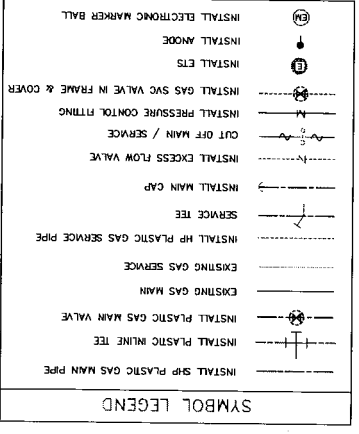 SYMBOL LEGEND
INSTALL SHP PLASTIC GAS MAIN PIPE
INSTALL PLASTIC INLINE TEE
INSTALL PLASTIC GAS MAIN VALVE
EXISTING GAS MAIN
EXISTING GAS SERVICE
INSTALL HP PLASTIC GAS SERVICE PIPE
SERVICE TEE
INSTALL MAIN CAP
INSTALL EXCESS FLOW VALVE
C C CUT OFF MAIN / SERVICE
INSTALL PRESSURE CONTOL FITTING
INSTALL GAS SVC VALVE IN FRAME & COVER
E INSTALL ETS
INSTALL ANODE
EM INSTALL ELECTRONIC MARKER BALL